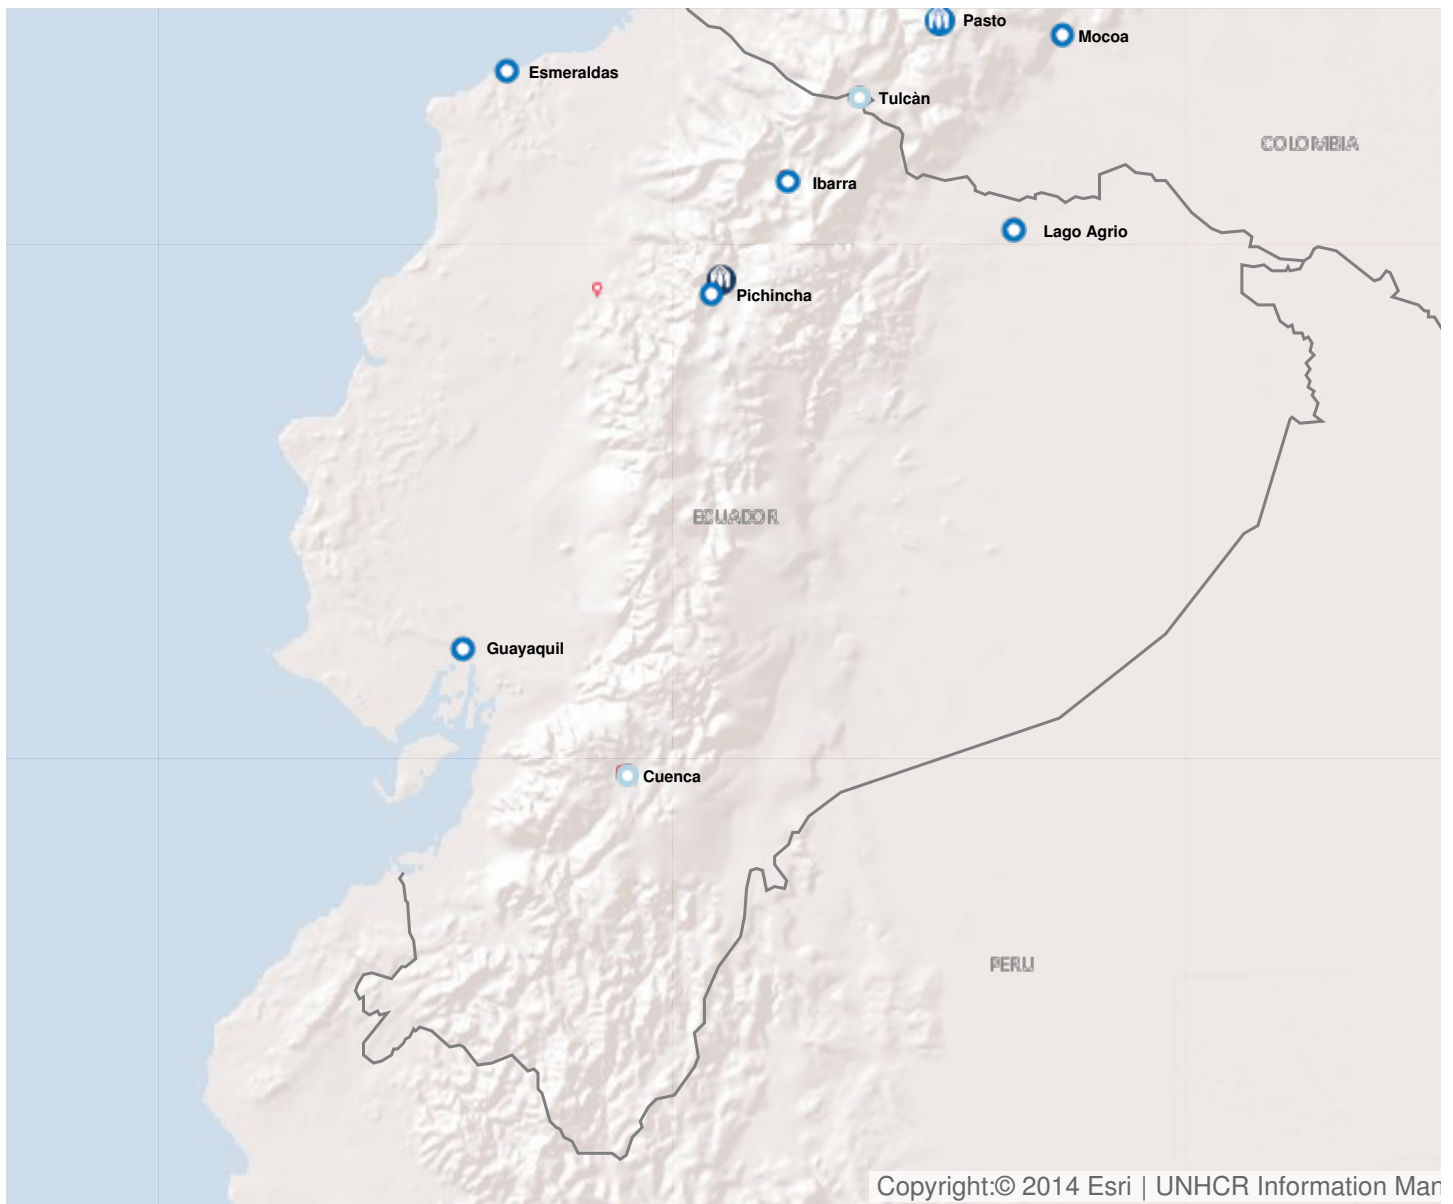 Pasto
Mocoa
Esmeraldas
Tulcàn
COLOMBIA
Ibarra
Lago Agrio
Pichincha
ECUADOR
Guayaquil
Cuenca
PERU
Copyright:© 2014 Esri | UNHCR Information Man